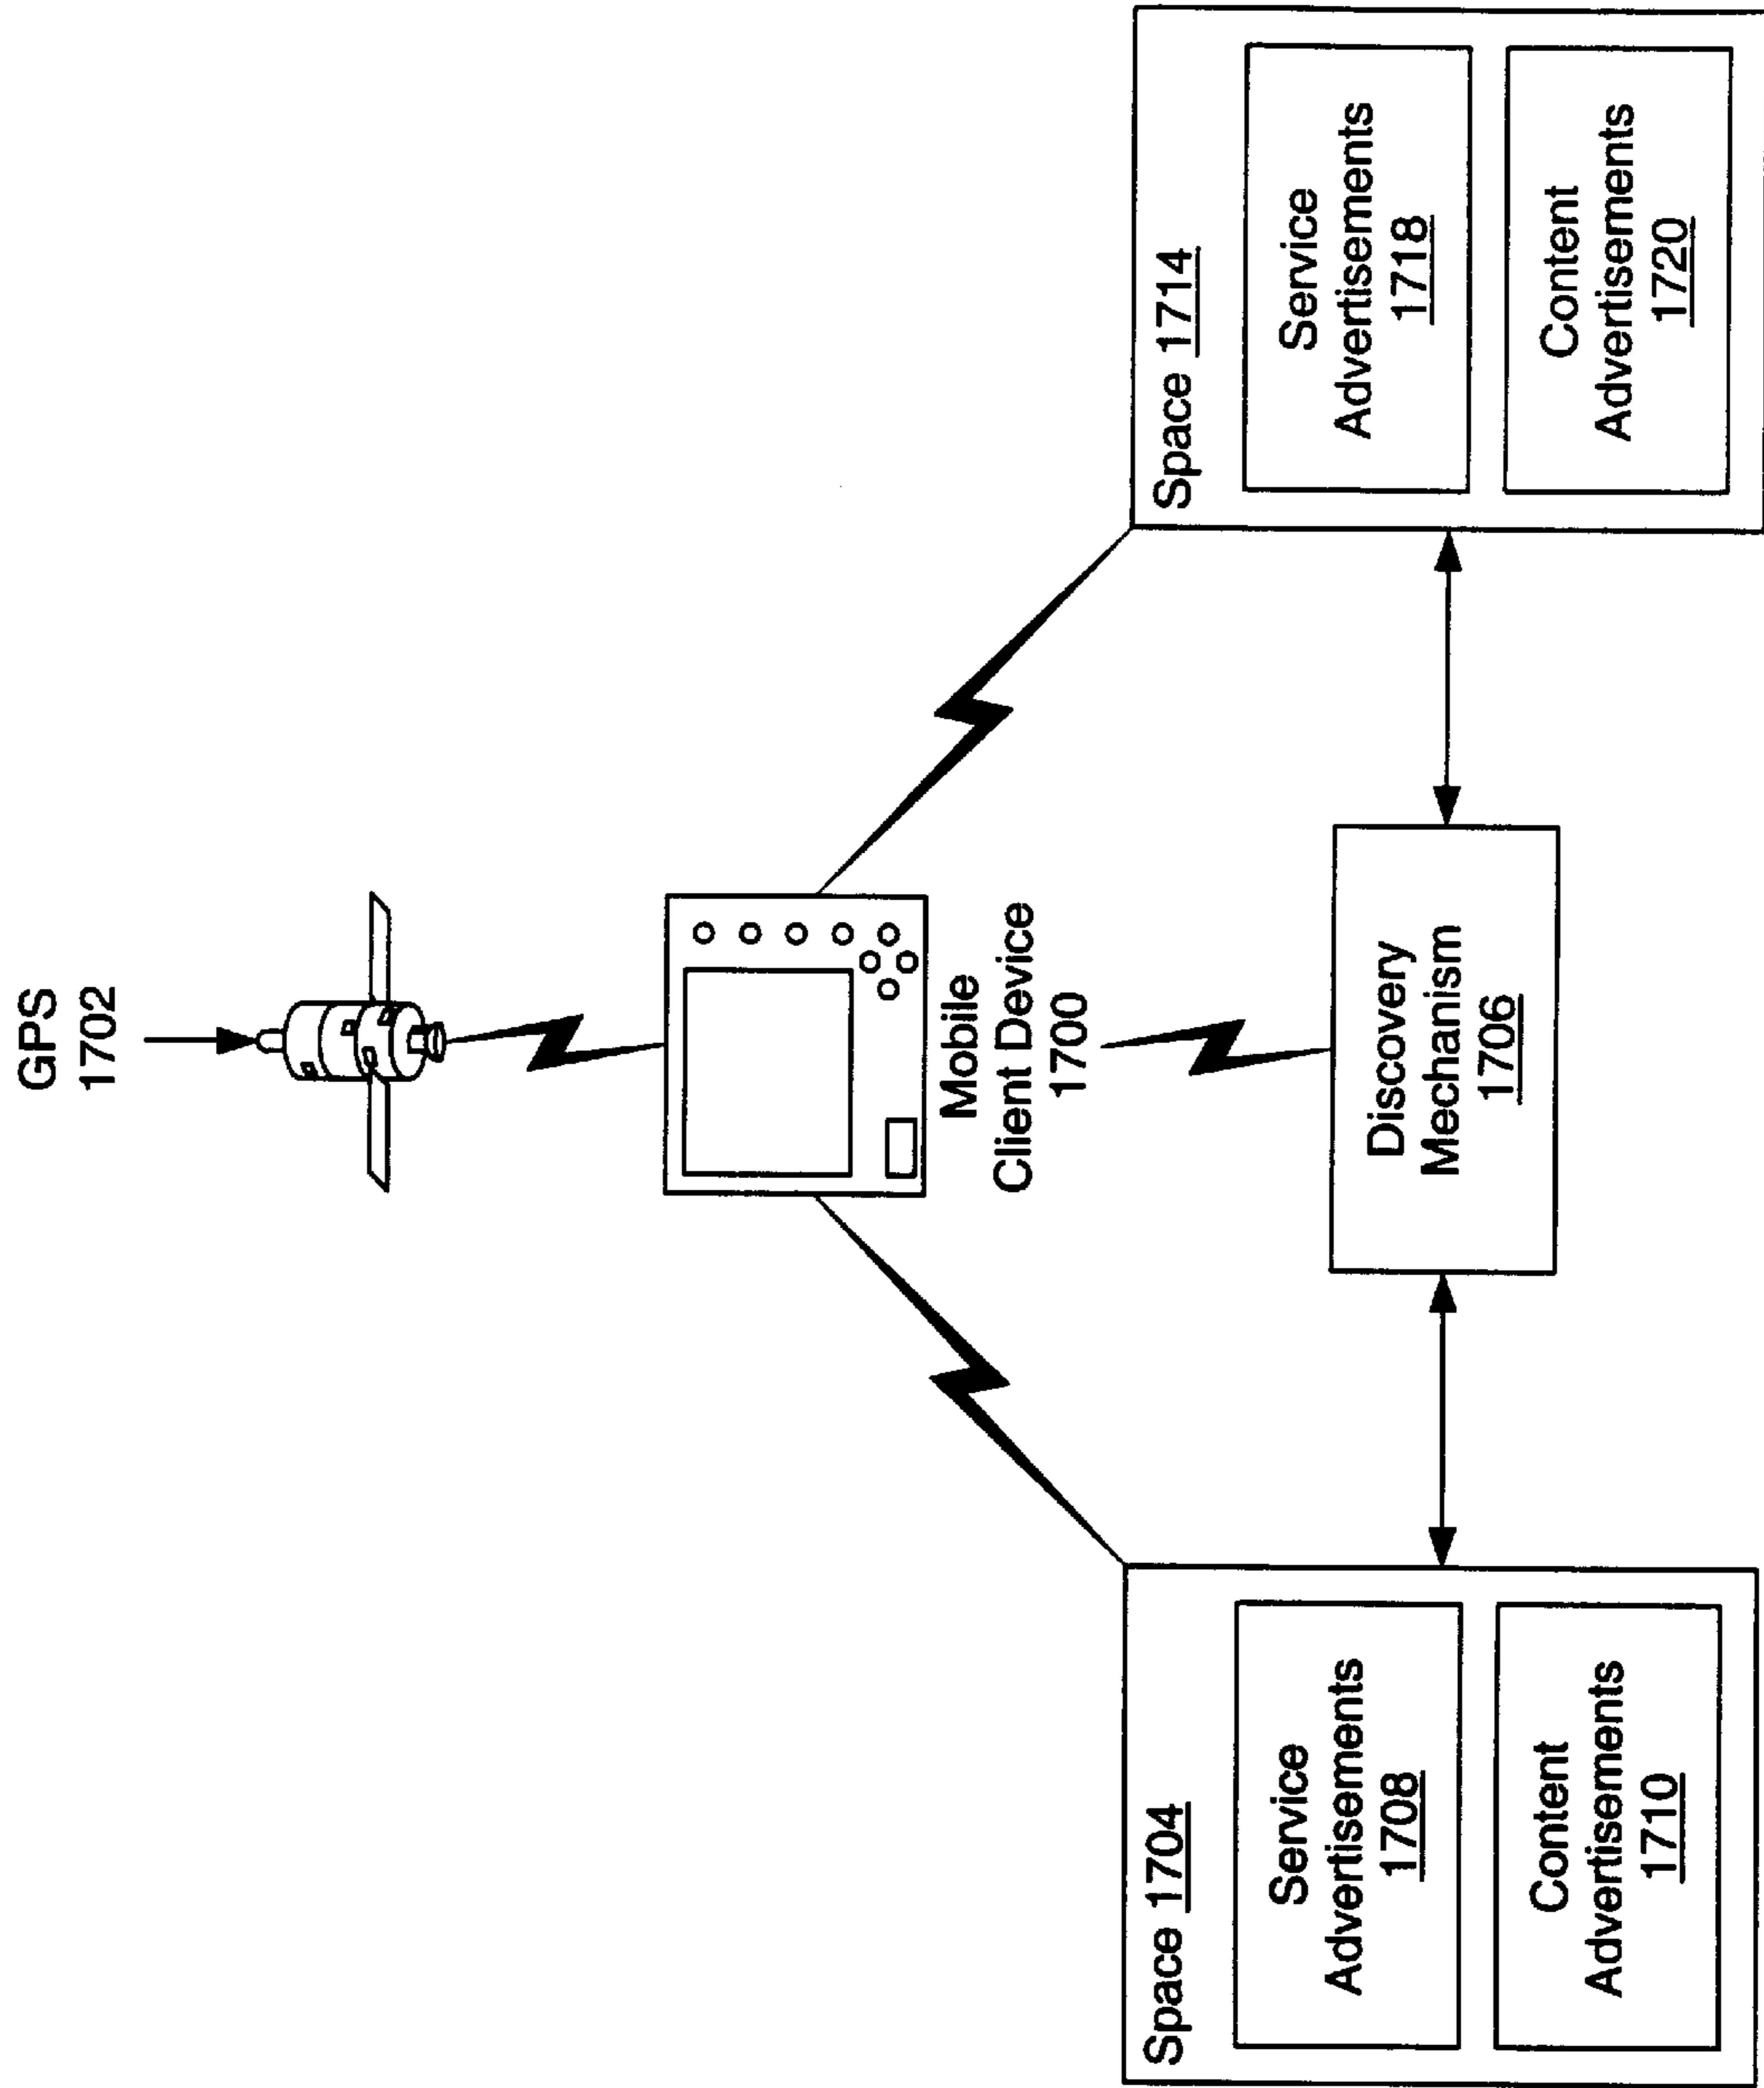 GPS
1702
Mobile
Client Device
1700
Discovery
Mechanism
1706
Space 1704
Service
Advertisements
1708
Content
Advertisements
1710
Space 1714
Service
Advertisements
1718
Content
Advertisements
1720